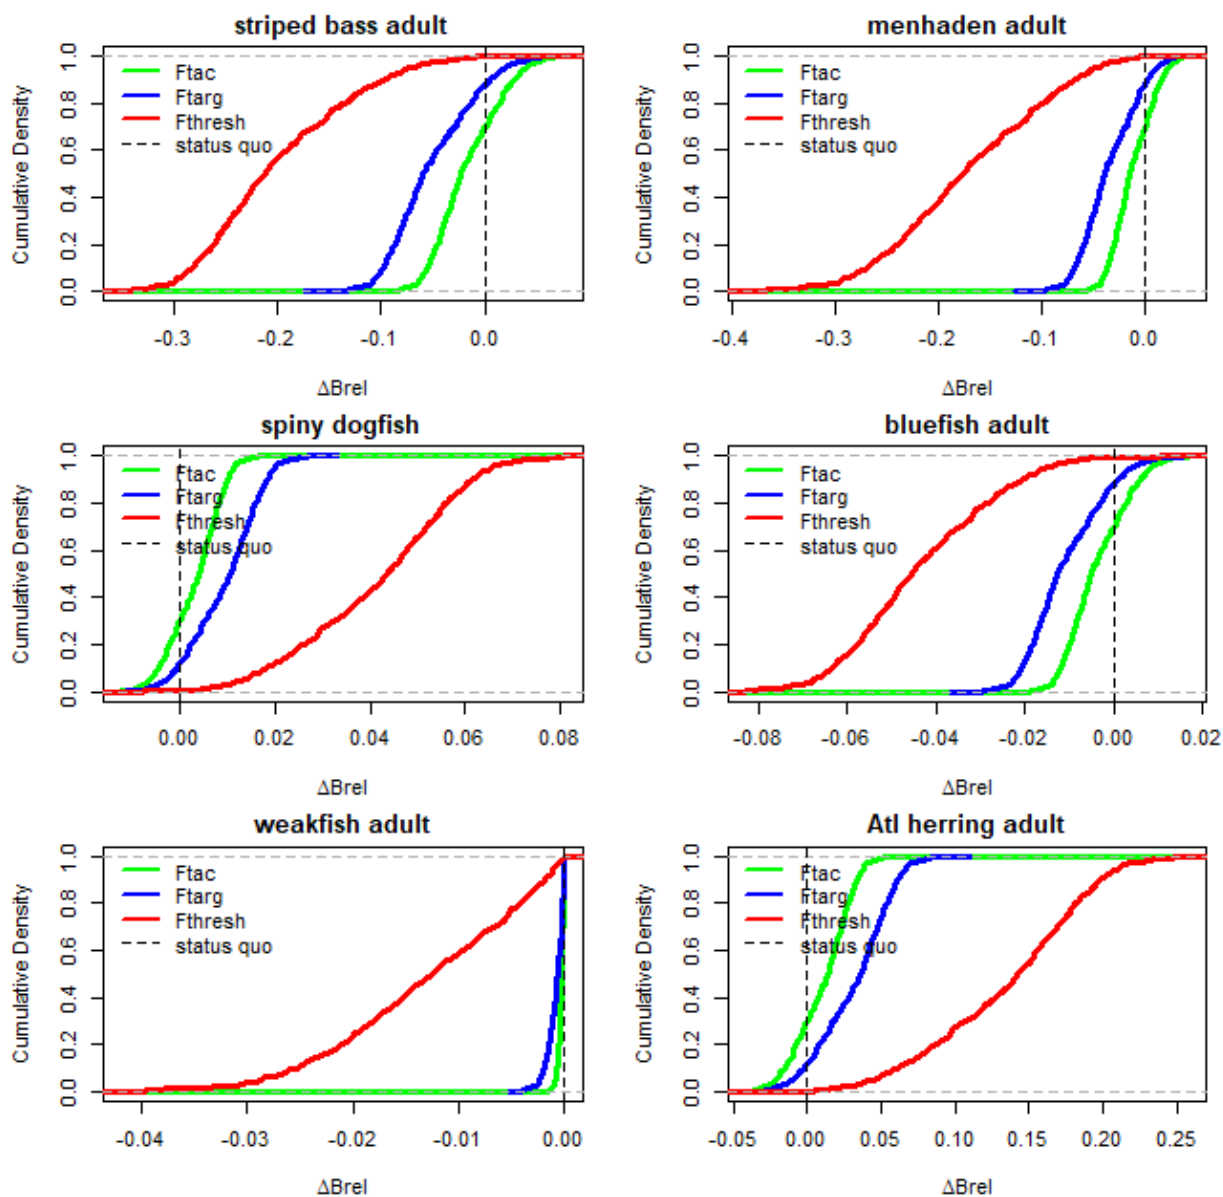 striped bass adult
Cumulative Density
1.0
0.8
0.6
0.4
0.2
0.0
Ftac
Ftarg
Fthresh
status quo
-0.3 -0.2 -0.1 0.0
ΔBrel
menhaden adult
Cumulative Density
1.0
0.8
0.6
0.4
0.2
0.0
Ftac
Ftarg
Fthresh
status quo
-0.4 -0.3 -0.2 -0.1 0.0
ΔBrel
spiny dogfish
Cumulative Density
1.0
0.8
0.6
0.4
0.2
0.0
Ftac
Ftarg
Fthresh
status quo
0.00 0.02 0.04 0.06 0.08
ΔBrel
bluefish adult
Cumulative Density
1.0
0.8
0.6
0.4
0.2
0.0
Ftac
Ftarg
Fthresh
status quo
-0.08 -0.06 -0.04 -0.02 0.00 0.02
ΔBrel
weakfish adult
Cumulative Density
1.0
0.8
0.6
0.4
0.2
0.0
Ftac
Ftarg
Fthresh
status quo
-0.04 -0.03 -0.02 -0.01 0.00
ΔBrel
Atl herring adult
Cumulative Density
1.0
0.8
0.6
0.4
0.2
0.0
Ftac
Ftarg
Fthresh
status quo
-0.05 0.00 0.05 0.10 0.15 0.20 0.25
ΔBrel